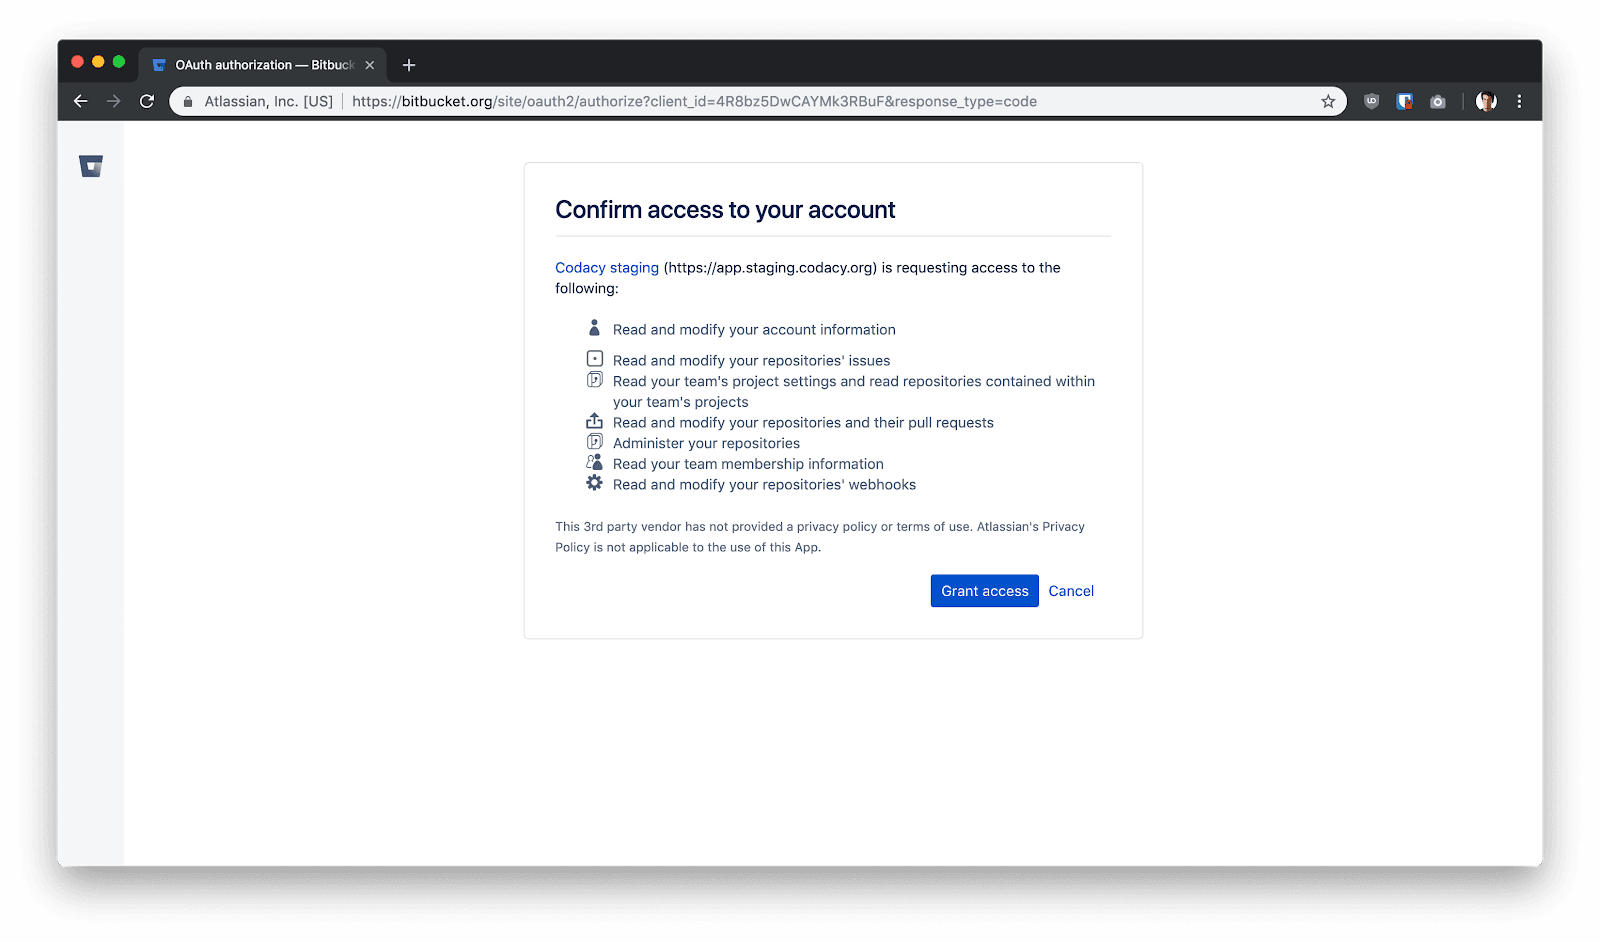 OAuth authorization — Bitbuck
Atlassian, Inc. [US] https://bitbucket.org/site/oauth2/authorize?client_id=4R8bz5DwCAYMk3RBuF&response_type=code
Confirm access to your account
Codacy staging (https://app.staging.codacy.org) is requesting access to the
following:
Read and modify your account information
Read and modify your repositories' issues
Read your team's project settings and read repositories contained within
your team's projects
Read and modify your repositories and their pull requests
Administer your repositories
Read your team membership information
Read and modify your repositories' webhooks
This 3rd party vendor has not provided a privacy policy or terms of use. Atlassian's Privacy
Policy is not applicable to the use of this App.
Grant access Cancel